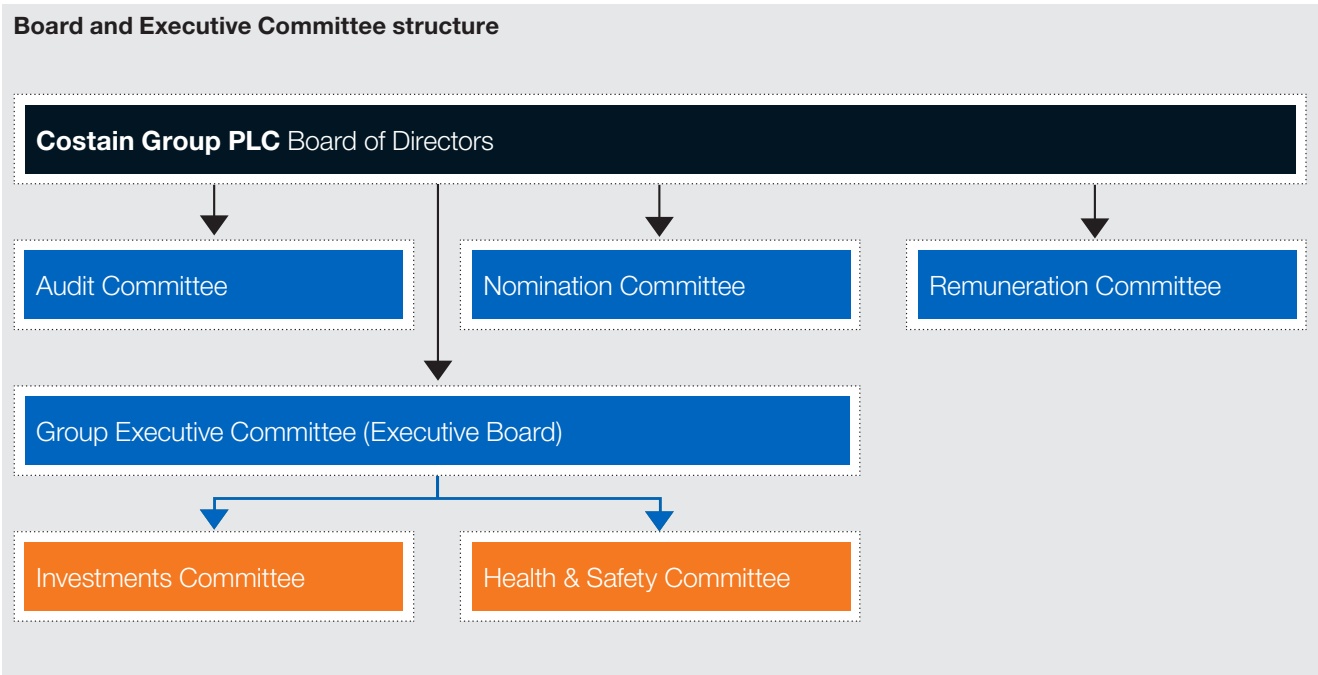 Board and Executive Committee structure
Costain Group PLC Board of Directors
Audit Committee
Nomination Committee
Remuneration Committee
Group Executive Committee (Executive Board)
Investments Committee
Health & Safety Committee